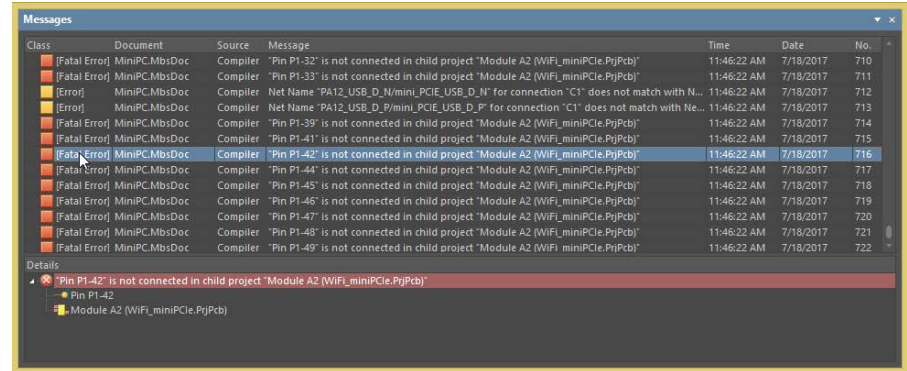 Messages
Class Document Source Message Time Date No.
[Fatal Error] MiniPC.MbsDoc Compiler "Pin P1-32" is not connected in child project "Module A2 (WiFi_miniPCIe.PrjPcb)" 11:46:22 AM 7/18/2017 710
[Fatal Error] MiniPC.MbsDoc Compiler "Pin P1-33" is not connected in child project "Module A2 (WiFi_miniPCIe.PrjPcb)" 11:46:22 AM 7/18/2017 711
[Error] MiniPC.MbsDoc Compiler Net Name "PA12_USB_D_N/mini_PCIE_USB_D_N" for connection "C1" does not match with N... 11:46:22 AM 7/18/2017 712
[Error] MiniPC.MbsDoc Compiler Net Name "PA12_USB_D_P/mini_PCIE_USB_D_P" for connection "C1" does not match with Ne... 11:46:22 AM 7/18/2017 713
[Fatal Error] MiniPC.MbsDoc Compiler "Pin P1-39" is not connected in child project "Module A2 (WiFi_miniPCIe.PrjPcb)" 11:46:22 AM 7/18/2017 714
[Fatal Error] MiniPC.MbsDoc Compiler "Pin P1-41" is not connected in child project "Module A2 (WiFi_miniPCIe.PrjPcb)" 11:46:22 AM 7/18/2017 715
[Fatal Error] MiniPC.MbsDoc Compiler "Pin P1-42" is not connected in child project "Module A2 (WiFi_miniPCIe.PrjPcb)" 11:46:22 AM 7/18/2017 716
[Fatal Error] MiniPC.MbsDoc Compiler "Pin P1-44" is not connected in child project "Module A2 (WiFi_miniPCIe.PrjPcb)" 11:46:22 AM 7/18/2017 717
[Fatal Error] MiniPC.MbsDoc Compiler "Pin P1-45" is not connected in child project "Module A2 (WiFi_miniPCIe.PrjPcb)" 11:46:22 AM 7/18/2017 718
[Fatal Error] MiniPC.MbsDoc Compiler "Pin P1-46" is not connected in child project "Module A2 (WiFi_miniPCIe.PrjPcb)" 11:46:22 AM 7/18/2017 719
[Fatal Error] MiniPC.MbsDoc Compiler "Pin P1-47" is not connected in child project "Module A2 (WiFi_miniPCIe.PrjPcb)" 11:46:22 AM 7/18/2017 720
[Fatal Error] MiniPC.MbsDoc Compiler "Pin P1-48" is not connected in child project "Module A2 (WiFi_miniPCIe.PrjPcb)" 11:46:22 AM 7/18/2017 721
[Fatal Error] MiniPC.MbsDoc Compiler "Pin P1-49" is not connected in child project "Module A2 (WiFi_miniPCIe.PrjPcb)" 11:46:22 AM 7/18/2017 722
Details
"Pin P1-42" is not connected in child project "Module A2 (WiFi_miniPCIe.PrjPcb)"
Pin P1-42
Module A2 (WiFi_miniPCIe.PrjPcb)